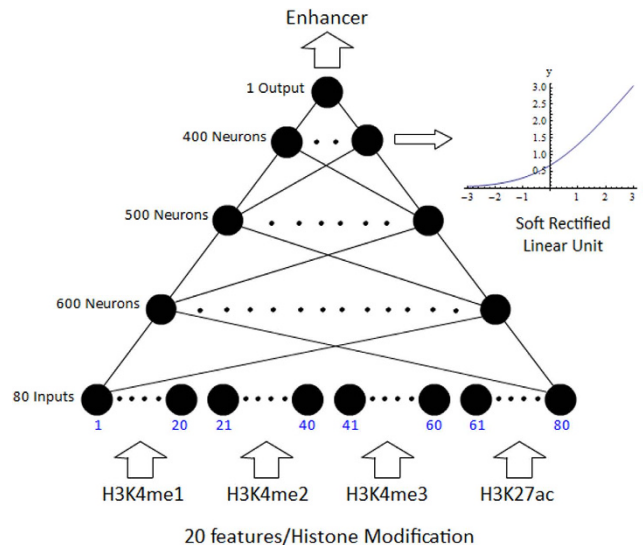 Enhancer
1 Output
400 Neurons
500 Neurons
600 Neurons
80 Inputs
y
3.0
2.5
2.0
1.5
1.0
0.5
-3 -2 -1 0 1 2 3
Soft Rectified
Linear Unit
1 20 21 40 41 60 61 80
H3K4me1 H3K4me2 H3K4me3 H3K27ac
20 features/Histone Modification